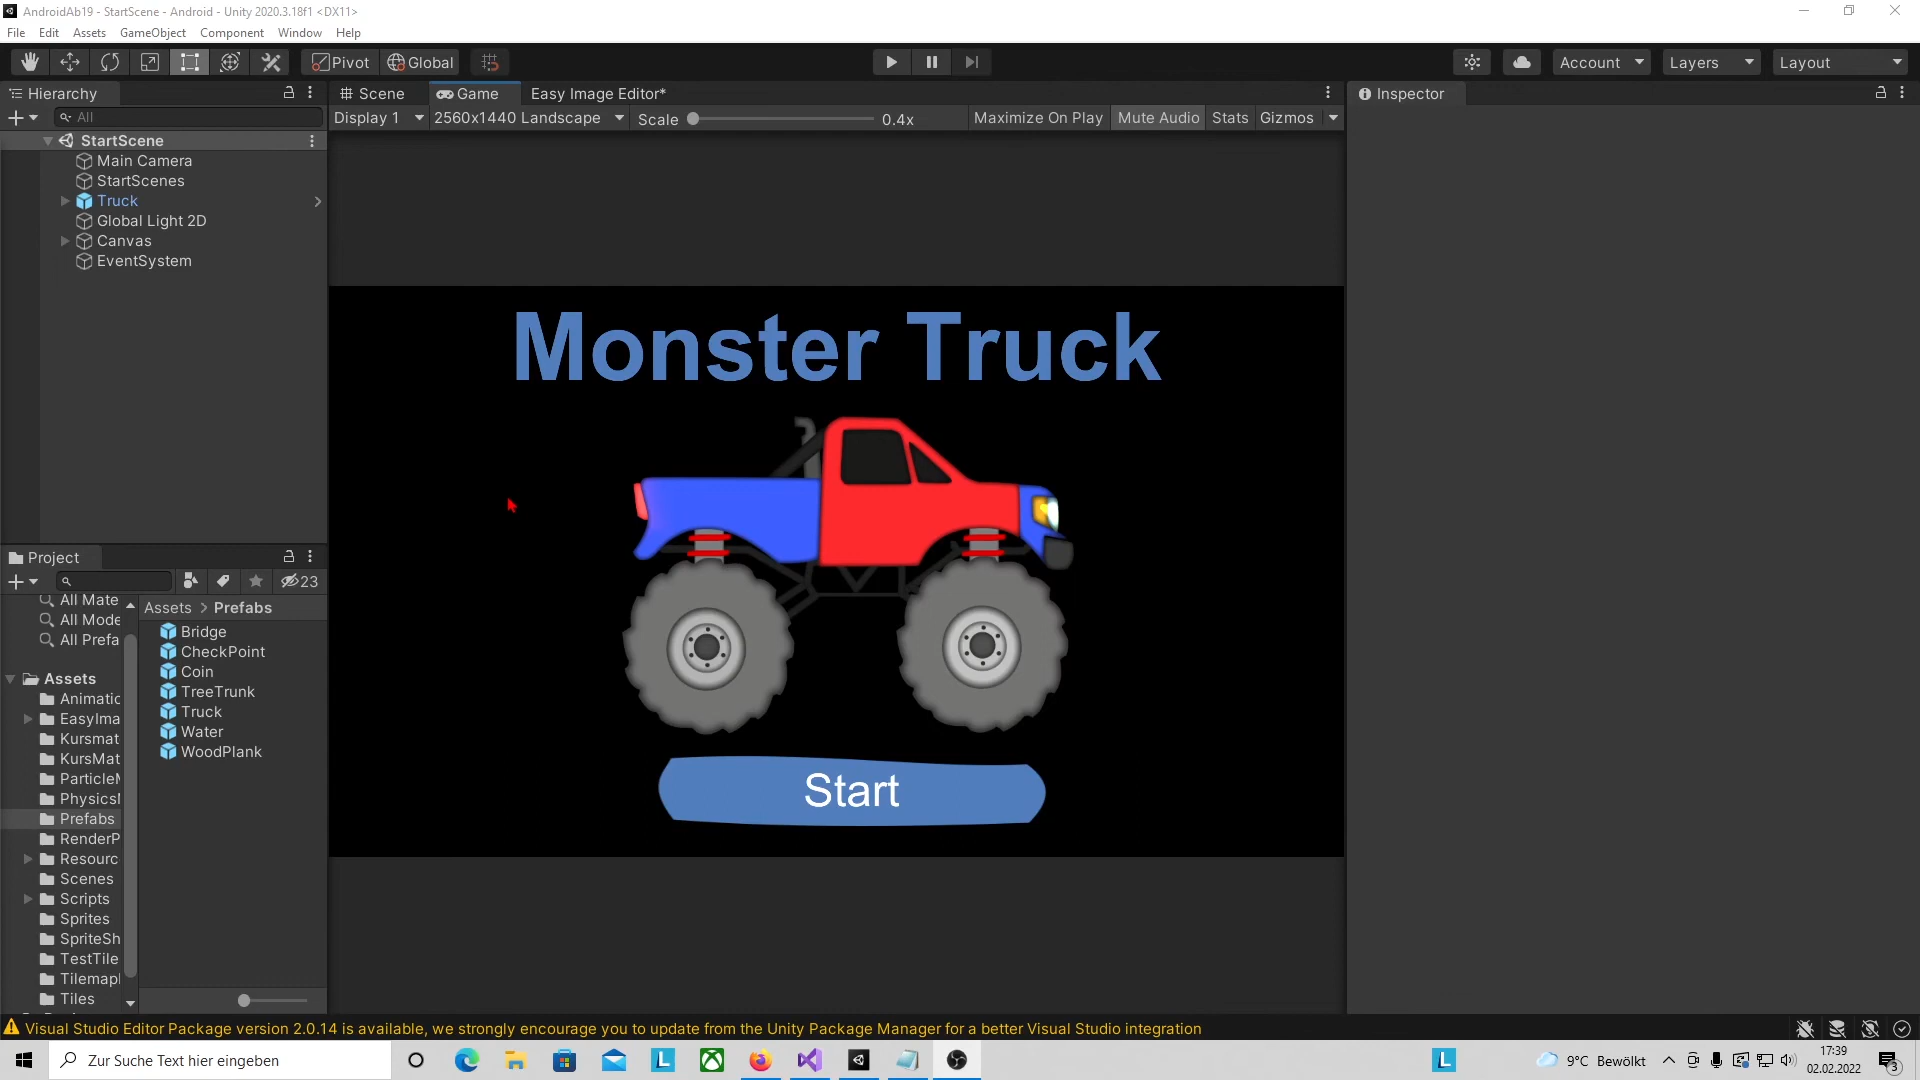 AndroidAb19 - StartScene - Android - Unity 2020.3.18f1 <DX11>
File Edit Assets GameObject Component Window Help
Pivot Global Account Layers Layout
Hierarchy
All
StartScene
Main Camera
StartScenes
Truck
Global Light 2D
Canvas
EventSystem
Scene Game Easy Image Editor*
Display 1 2560x1440 Landscape Scale 0.4x Maximize On Play Mute Audio Stats Gizmos
Monster Truck
Start
Inspector
Project
23
All Mate
All Mode
All Prefa
Assets
Animatic
EasyIma
Kursmat
KursMat
ParticleM
PhysicsM
Prefabs
RenderP
Resourc
Scenes
Scripts
Sprites
SpriteSh
TestTile
Tilemap
Tiles
Assets > Prefabs
Bridge
CheckPoint
Coin
TreeTrunk
Truck
Water
WoodPlank
Visual Studio Editor Package version 2.0.14 is available, we strongly encourage you to update from the Unity Package Manager for a better Visual Studio integration
Zur Suche Text hier eingeben
L
L
9°C Bewölkt
17:39
02.02.2022
3